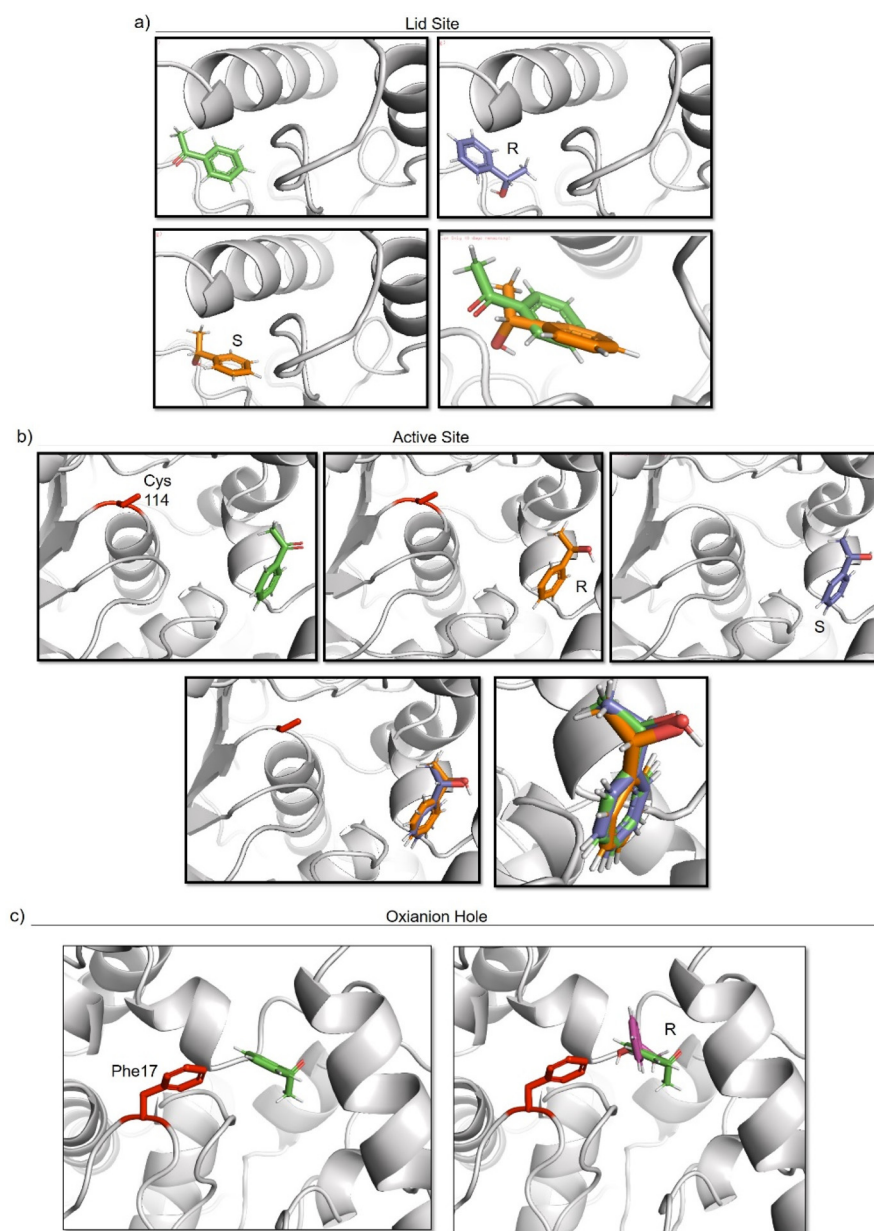 a)
Lid Site
R
S
b)
Active Site
Cys
114
R
S
c)
Oxianion Hole
Phe17
R